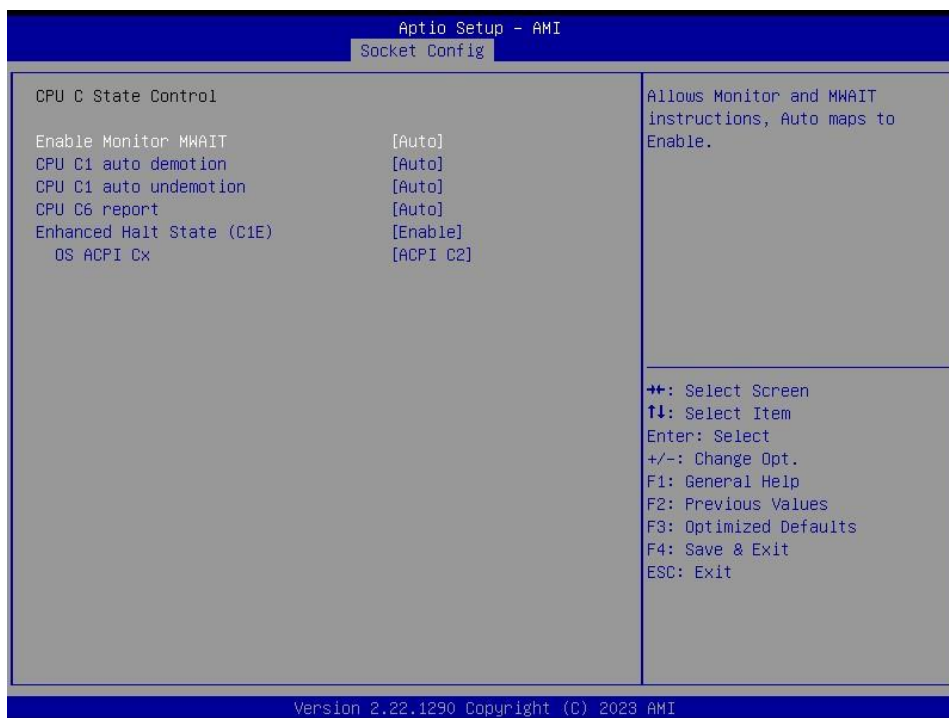 Aptio Setup – AMI
Socket Config
CPU C State Control
Enable Monitor MWAIT [Auto]
CPU C1 auto demotion [Auto]
CPU C1 auto undemotion [Auto]
CPU C6 report [Auto]
Enhanced Halt State (C1E) [Enable]
OS ACPI Cx [ACPI C2]
Allows Monitor and MWAIT
instructions, Auto maps to
Enable.
→←: Select Screen
↑↓: Select Item
Enter: Select
+/-: Change Opt.
F1: General Help
F2: Previous Values
F3: Optimized Defaults
F4: Save & Exit
ESC: Exit
Version 2.22.1290 Copyright (C) 2023 AMI